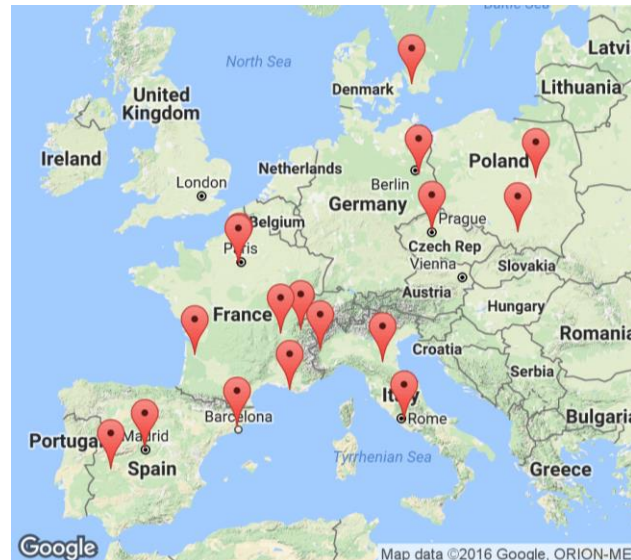 Baltic Sea
North Sea
Latvi
Denmark
Lithuania
United
Kingdom
Ireland
Netherlands
Poland
London
Berlin
Germany
Belgium
Prague
Paris
Czech Rep
Vienna
Slovakia
France
Austria
Hungary
Romania
Croatia
Serbia
Italy
Barcelona
Rome
Bulgaria
Portugal
Madrid
Spain
Tyrrhenian Sea
Greece
Google
Map data ©2016 Google, ORION-ME